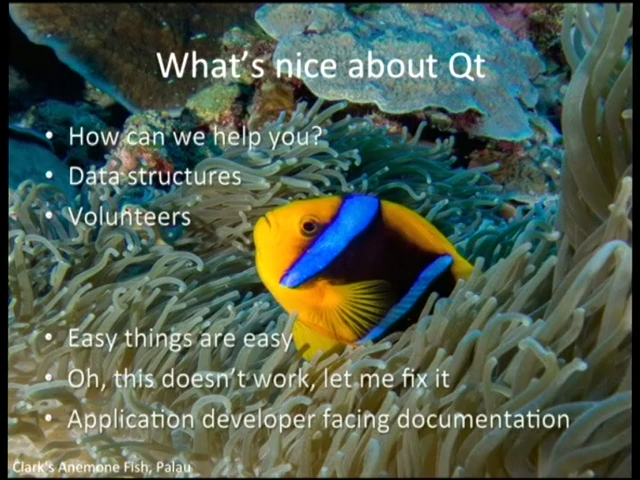 What's nice about Qt
• How can we help you?
• Data structures
• Volunteers
• Easy things are easy
• Oh, this doesn't work, let me fix it
• Application developer facing documentation
Clark's Anemone Fish, Palau